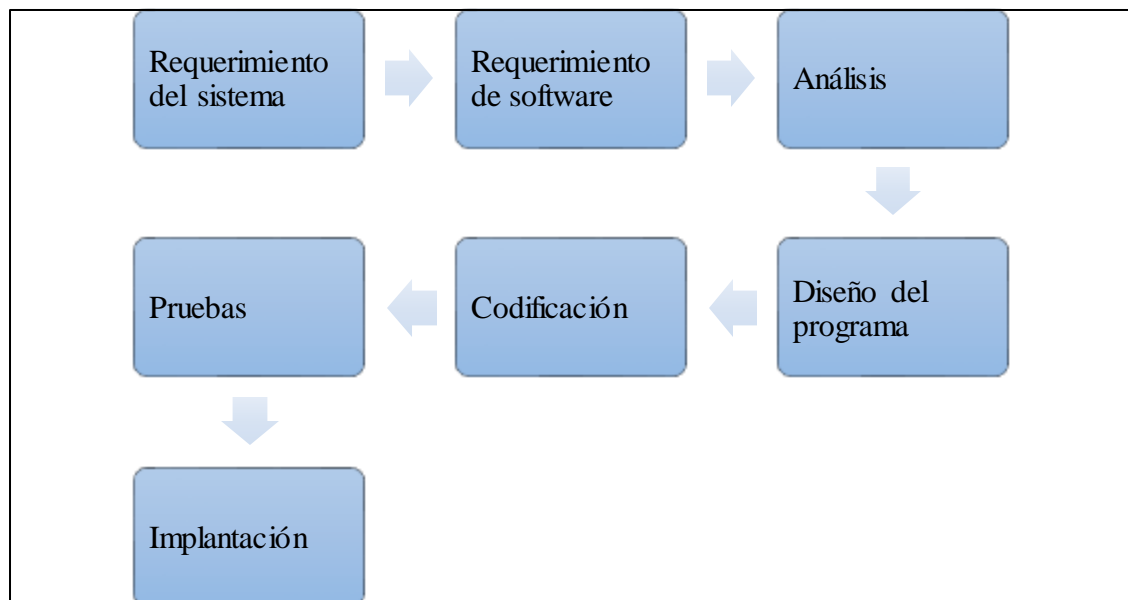 Requerimiento
del sistema
Requerimiento
de software
Análisis
Diseño del
programa
Codificación
Pruebas
Implantación